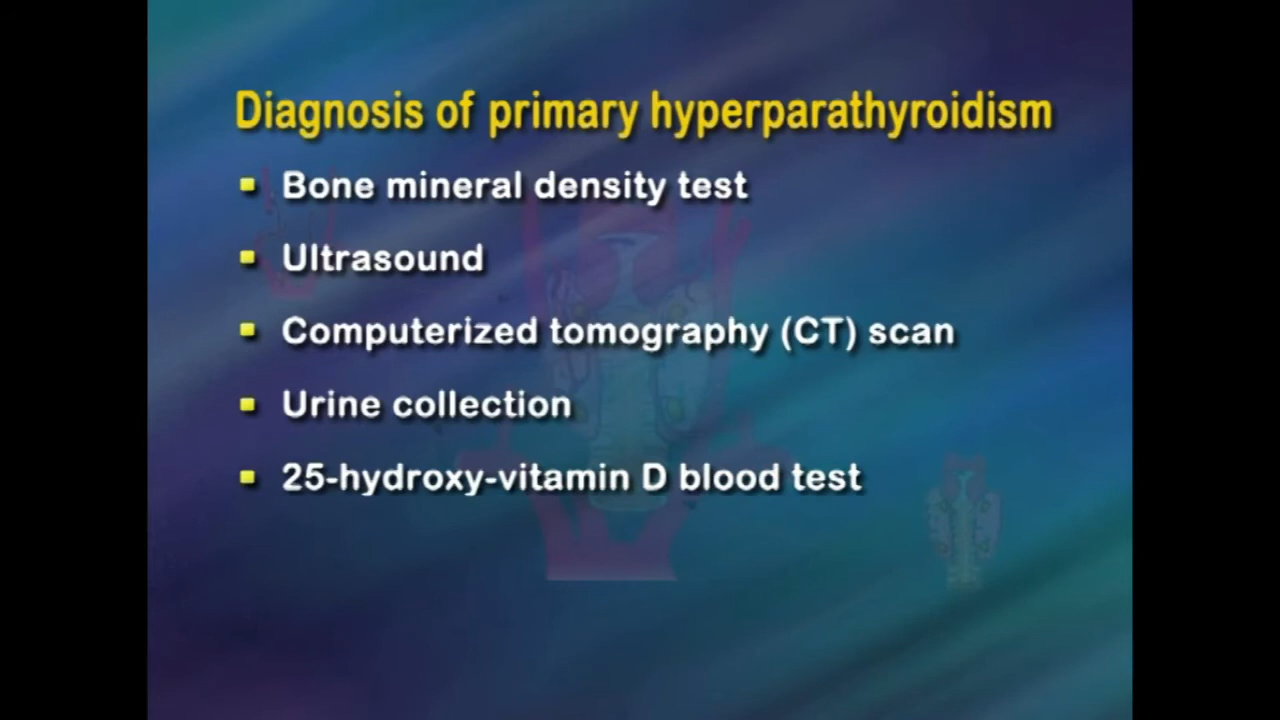 Diagnosis of primary hyperparathyroidism
Bone mineral density test
Ultrasound
Computerized tomography (CT) scan
Urine collection
25-hydroxy-vitamin D blood test